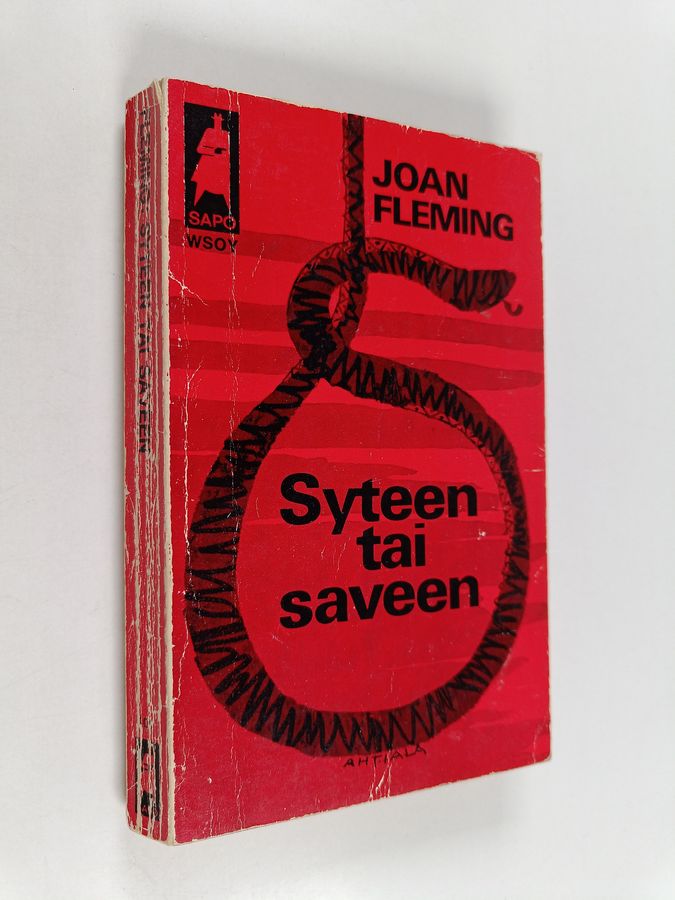 SAPO
WSOY
JOAN
FLEMING
Syteen
tai
saveen
AHTIALA
FLEMING: SYTEEN TAI SAVEEN